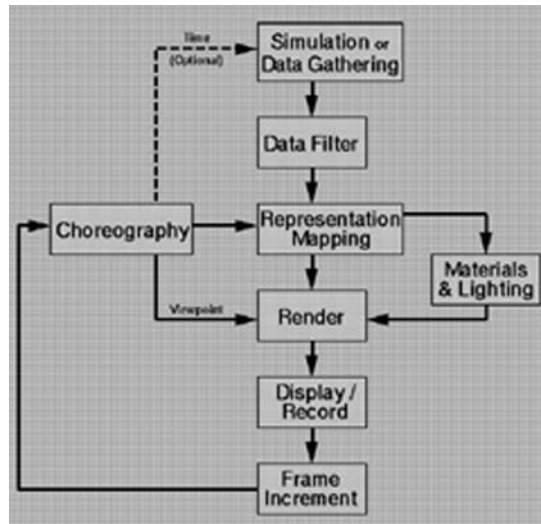 Time
(Optional)
Simulation or
Data Gathering
Data Filter
Choreography
Representation
Mapping
Materials
& Lighting
Viewpoint
Render
Display /
Record
Frame
Increment